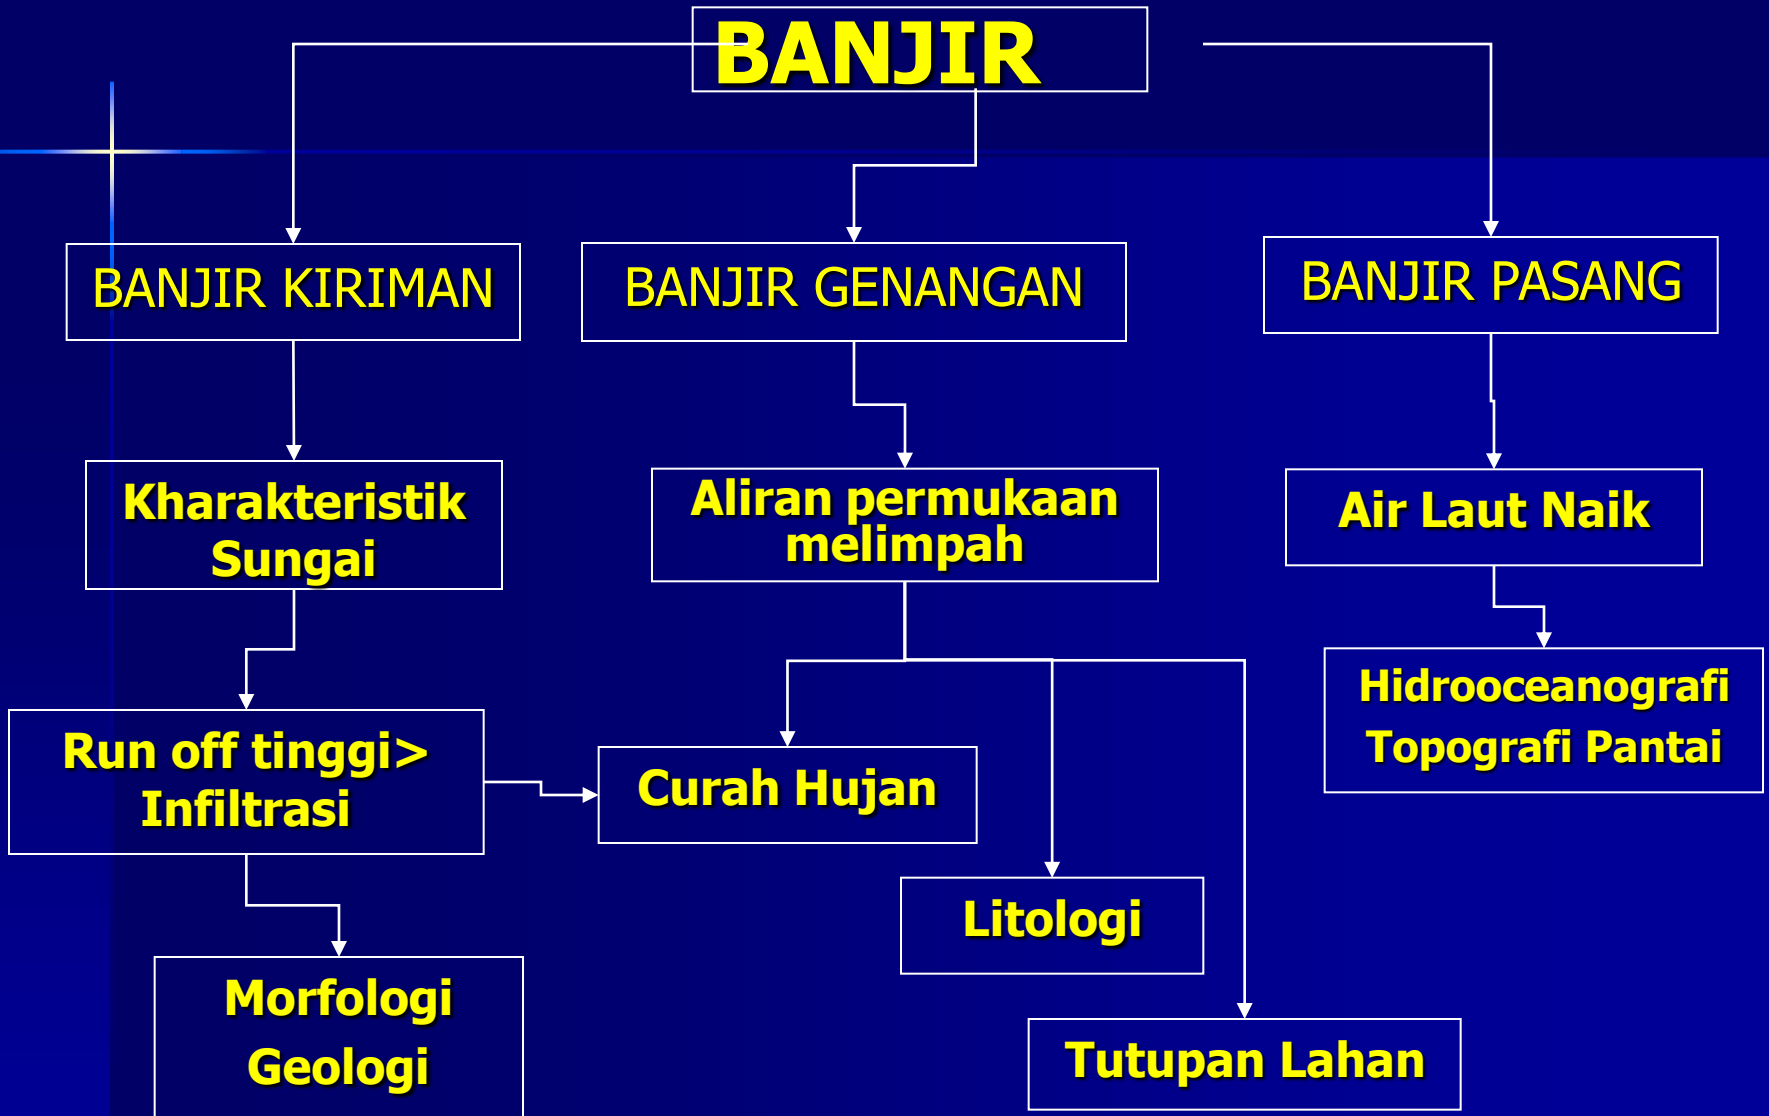 BANJIR
BANJIR KIRIMAN
BANJIR GENANGAN
BANJIR PASANG
Kharakteristik
Sungai
Aliran permukaan
melimpah
Air Laut Naik
Hidrooceanografi
Topografi Pantai
Run off tinggi>
Infiltrasi
Curah Hujan
Litologi
Morfologi
Geologi
Tutupan Lahan